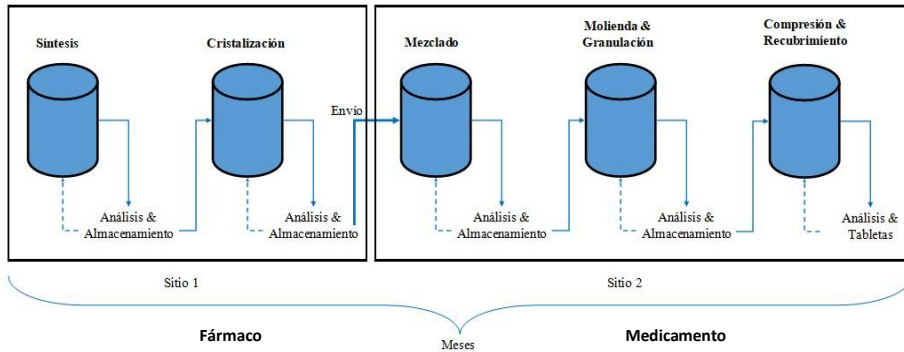 Síntesis
Cristalización
Mezclado
Molienda &
Granulación
Compresión &
Recubrimiento
Envío
Análisis &
Almacenamiento
Análisis &
Almacenamiento
Análisis &
Almacenamiento
Análisis &
Almacenamiento
Análisis &
Tabletas
Sitio 1
Sitio 2
Fármaco
Medicamento
Meses